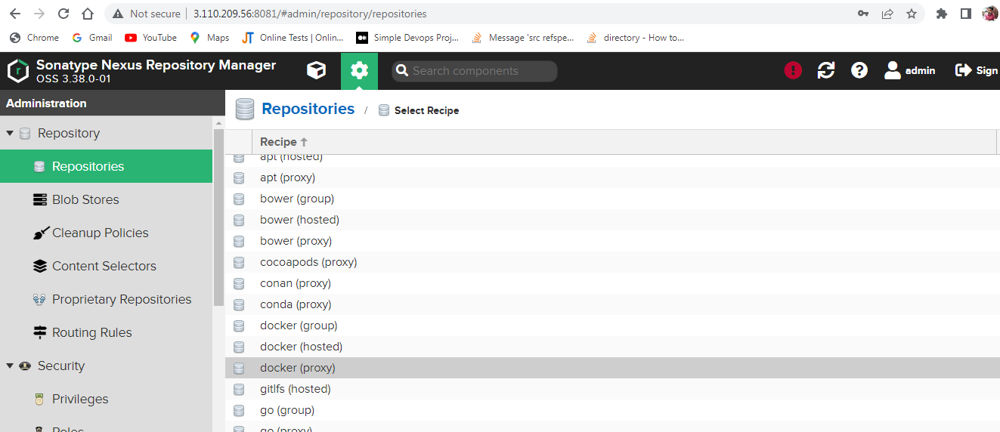 Not secure 3.110.209.56:8081/#admin/repository/repositories
Chrome Gmail YouTube Maps Online Tests | Onlin... Simple Devops Proj... Message 'src refspe... directory - How to...
Sonatype Nexus Repository Manager
OSS 3.38.0-01
Search components
admin
Sign
Administration
Repositories / Select Recipe
Repository
Repositories
Blob Stores
Cleanup Policies
Content Selectors
Proprietary Repositories
Routing Rules
Security
Privileges
Roles
Recipe
apt (hosted)
apt (proxy)
bower (group)
bower (hosted)
bower (proxy)
cocoapods (proxy)
conan (proxy)
conda (proxy)
docker (group)
docker (hosted)
docker (proxy)
gitlfs (hosted)
go (group)
go (proxy)